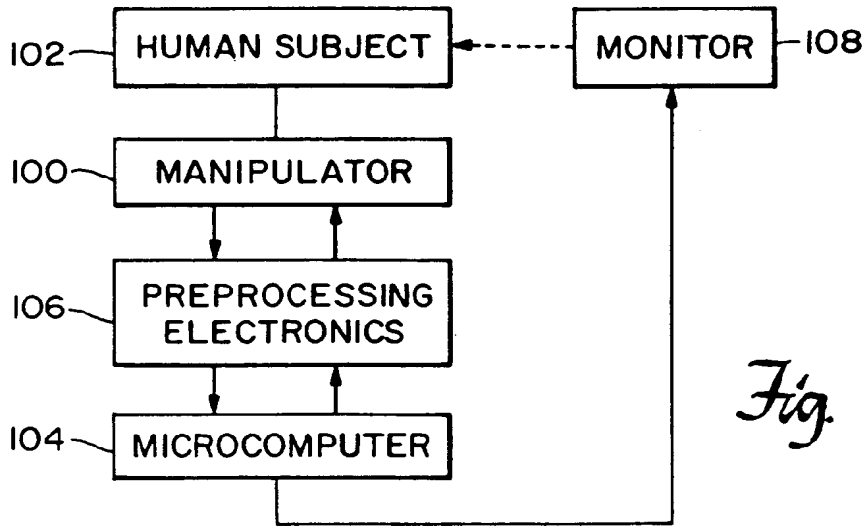 102 HUMAN SUBJECT MONITOR 108
100 MANIPULATOR
106 PREPROCESSING
ELECTRONICS
104 MICROCOMPUTER
Fig.